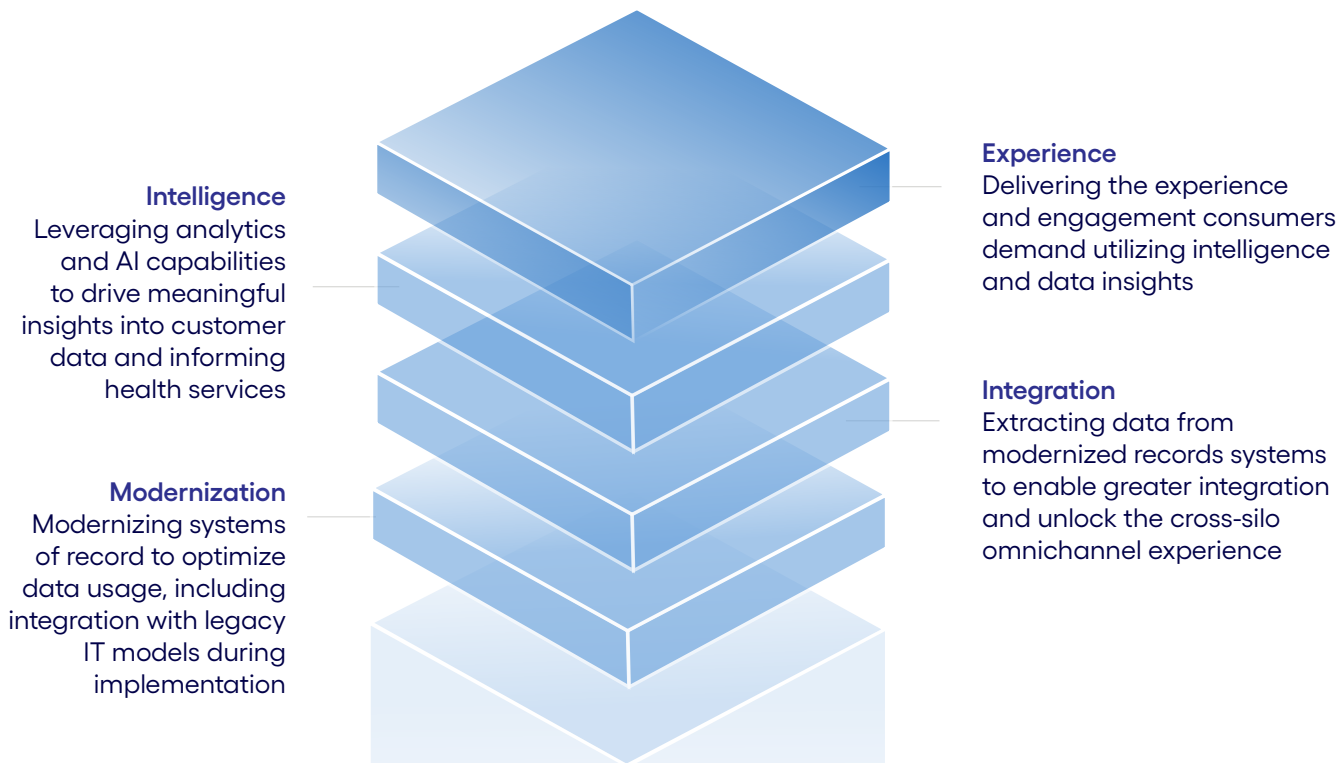 Intelligence
Leveraging analytics
and AI capabilities
to drive meaningful
insights into customer
data and informing
health services
Modernization
Modernizing systems
of record to optimize
data usage, including
integration with legacy
IT models during
implementation
Experience
Delivering the experience
and engagement consumers
demand utilizing intelligence
and data insights
Integration
Extracting data from
modernized records systems
to enable greater integration
and unlock the cross-silo
omnichannel experience